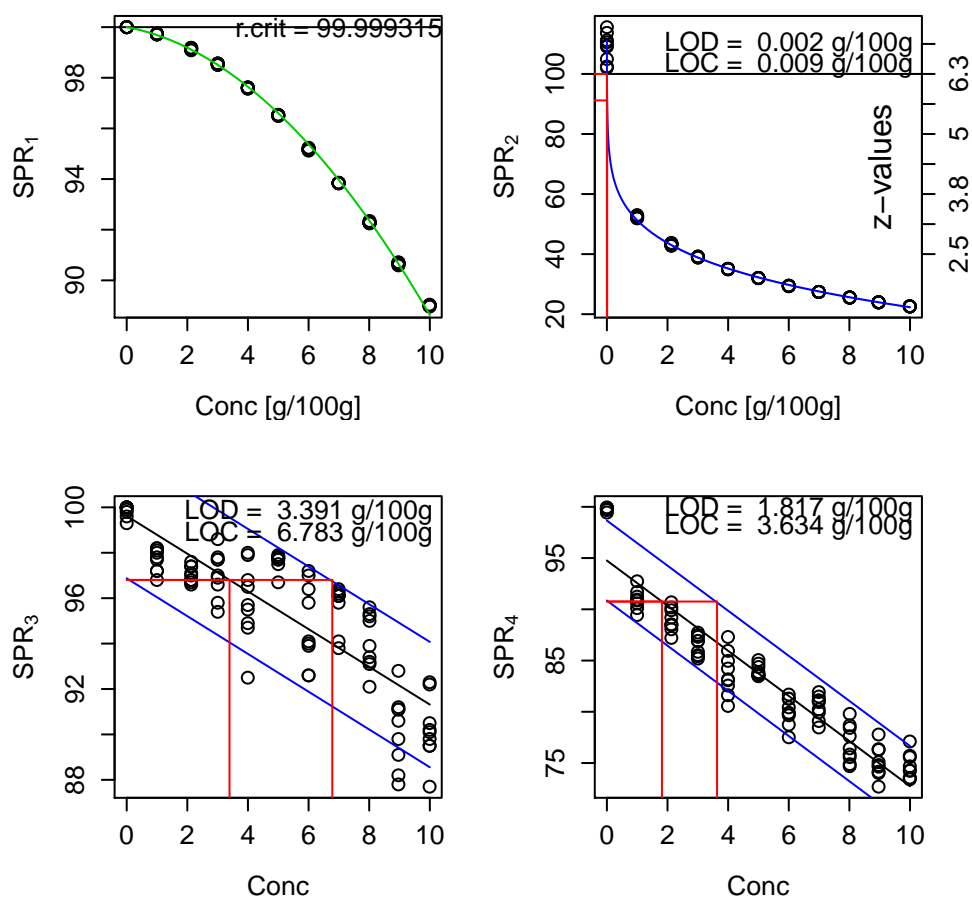 r.crit = 99.999315
SPR1
98
94
90
0 2 4 6 8 10
Conc [g/100g]
LOD = 0.002 g/100g
LOC = 0.009 g/100g
SPR2
100
80
60
40
20
6.3
5
3.8
2.5
z−values
0 2 4 6 8 10
Conc [g/100g]
LOD = 3.391 g/100g
LOC = 6.783 g/100g
SPR3
100
96
92
88
0 2 4 6 8 10
Conc
LOD = 1.817 g/100g
LOC = 3.634 g/100g
SPR4
95
85
75
0 2 4 6 8 10
Conc